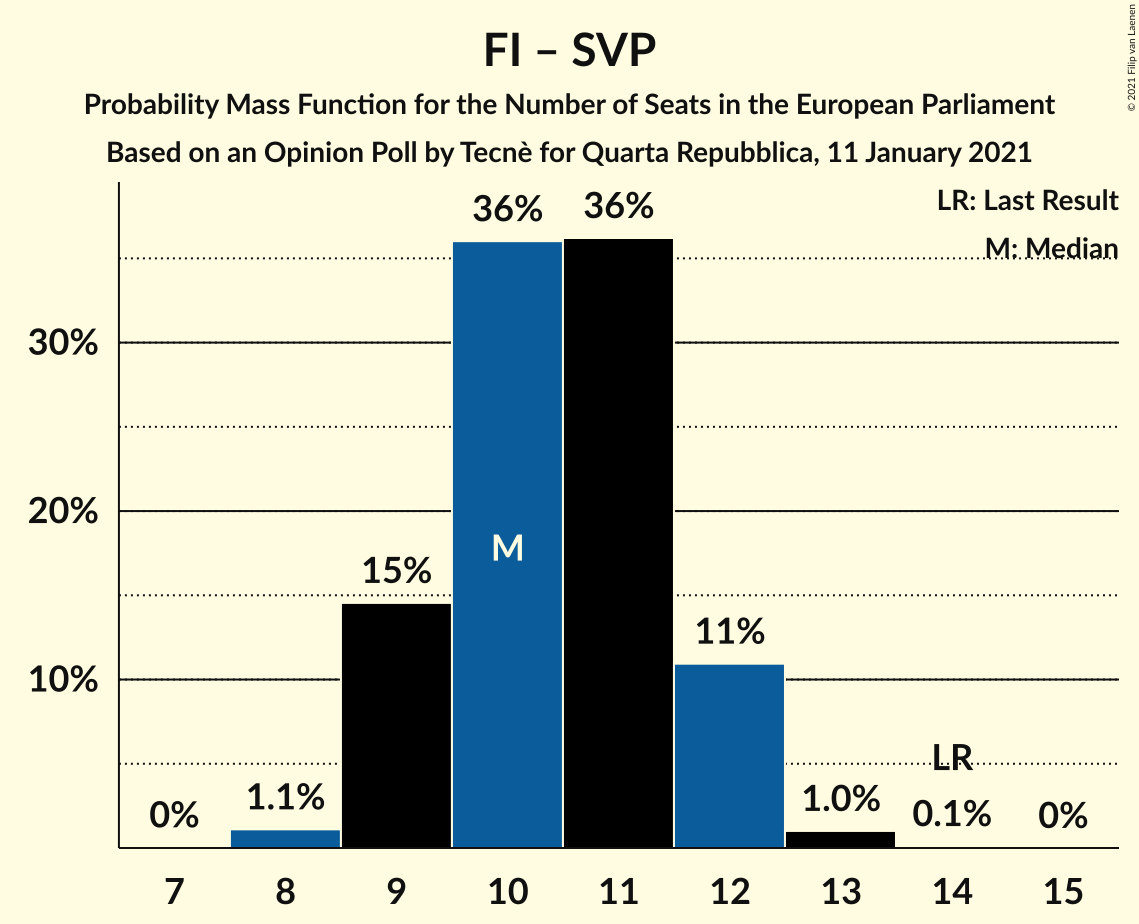 FI – SVP
Probability Mass Function for the Number of Seats in the European Parliament
Based on an Opinion Poll by Tecnè for Quarta Repubblica, 11 January 2021
© 2021 Filip van Laenen
LR: Last Result
M: Median
30%
20%
10%
0%
1.1%
15%
36%
M
36%
11%
1.0%
LR
0.1%
0%
7
8
9
10
11
12
13
14
15